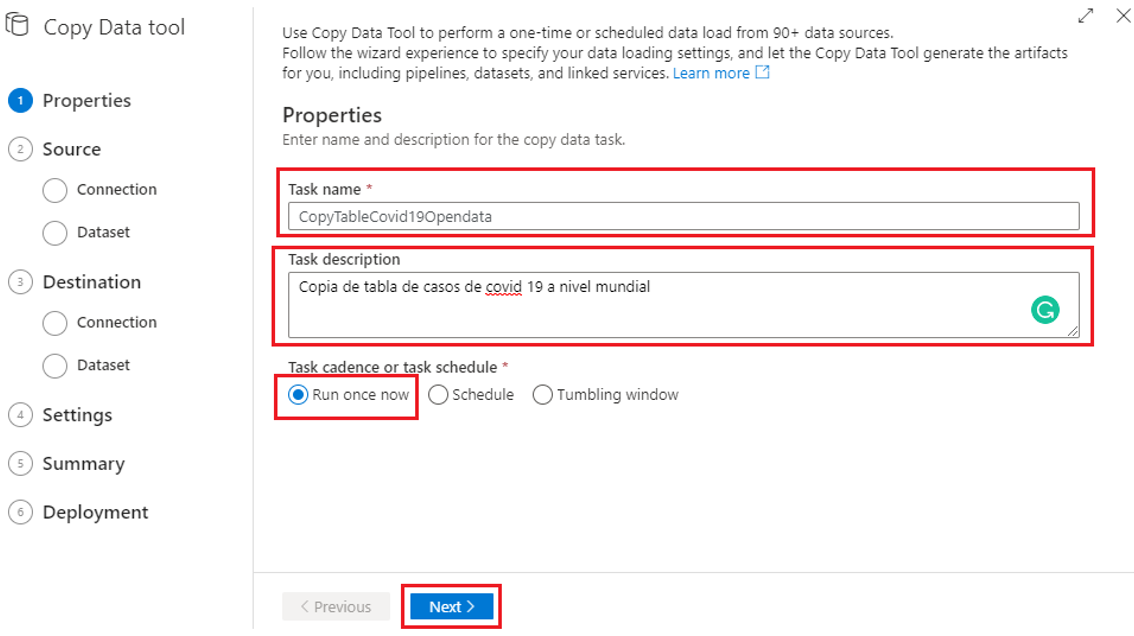 Copy Data tool
Use Copy Data Tool to perform a one-time or scheduled data load from 90+ data sources.
Follow the wizard experience to specify your data loading settings, and let the Copy Data Tool generate the artifacts
for you, including pipelines, datasets, and linked services. Learn more
1 Properties
2 Source
Connection
Dataset
3 Destination
Connection
Dataset
4 Settings
5 Summary
6 Deployment
Properties
Enter name and description for the copy data task.
Task name *
CopyTableCovid19Opendata
Task description
Copia de tabla de casos de covid 19 a nivel mundial
Task cadence or task schedule *
Run once now Schedule Tumbling window
< Previous Next >